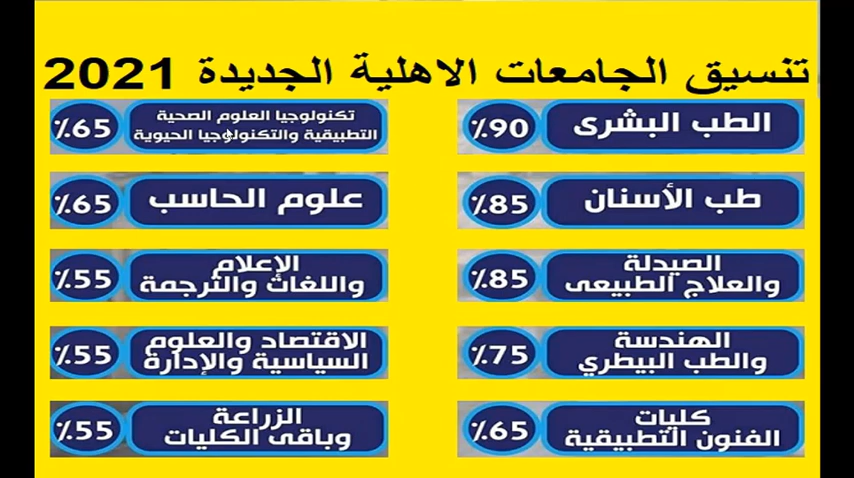 تنسيق الجامعات الاهلية الجديدة 2021
الطب البشرى
٪90
طب الأسنان
٪85
الصيدلة
والعلاج الطبيعى
٪85
الهندسة
والطب البيطري
٪75
كليات
الفنون التطبيقية
٪65
تكنولوجيا العلوم الصحية
التطبيقية والتكنولوجيا الحيوية
٪65
علوم الحاسب
٪65
الإعلام
واللغات والترجمة
٪55
الاقتصاد والعلوم
السياسية والإدارة
٪55
الزراعة
وباقى الكليات
٪55